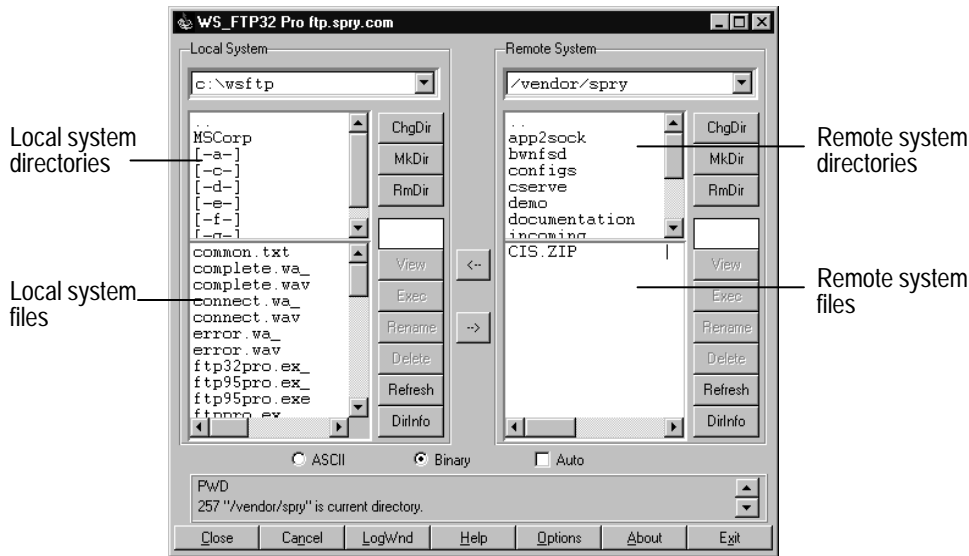 WS_FTP32 Pro ftp.spry.com
Local System
c:\wsftp
..
MSCorp
[-a-]
[-c-]
[-d-]
[-e-]
[-f-]
[-g-]
ChgDir
MkDir
RmDir
common.txt
complete.wa_
complete.wav
connect.wa_
connect.wav
error.wa_
error.wav
ftp32pro.ex_
ftp95pro.ex_
ftp95pro.exe
ftppro.ex_
View
Exec
Rename
Delete
Refresh
DirInfo
<--
-->
Remote System
/vendor/spry
..
app2sock
bwnfsd
configs
cserve
demo
documentation
incoming
ChgDir
MkDir
RmDir
CIS.ZIP
View
Exec
Rename
Delete
Refresh
DirInfo
ASCII
Binary
Auto
PWD
257 "/vendor/spry" is current directory.
Close
Cancel
LogWnd
Help
Options
About
Exit
Local system
directories
Local system
files
Remote system
directories
Remote system
files